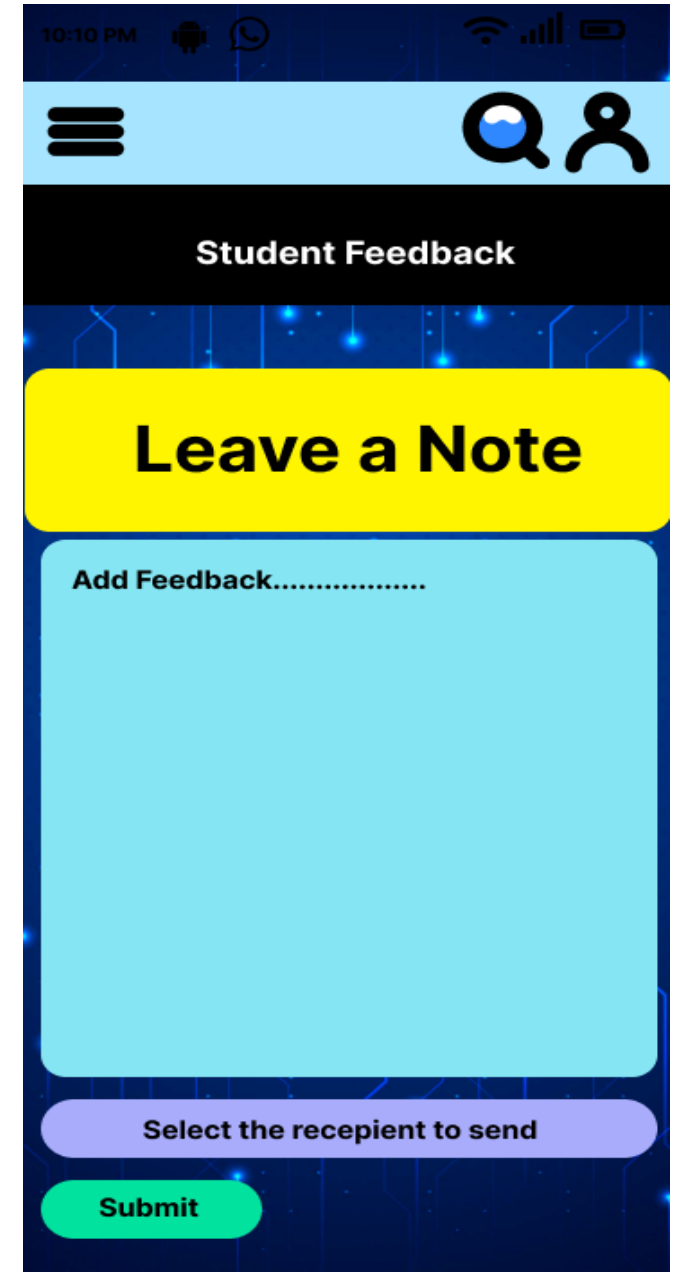 10:10 PM
Student Feedback
Leave a Note
Add Feedback..................
Select the recepient to send
Submit